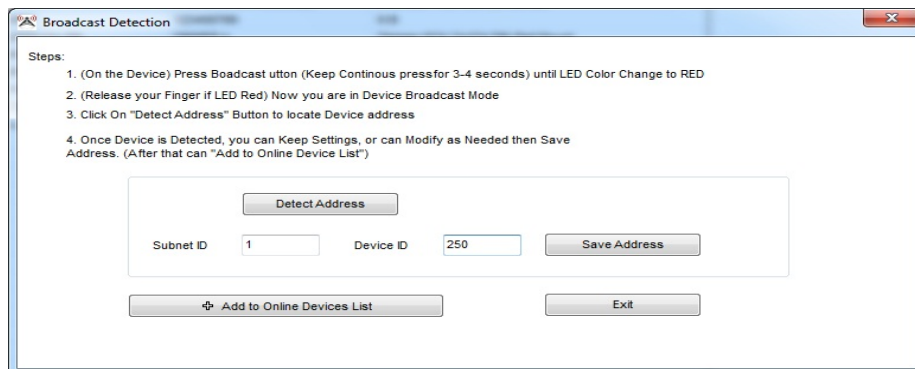 Broadcast Detection
Steps:
1. (On the Device) Press Boadcast utton (Keep Continous pressfor 3-4 seconds) until LED Color Change to RED
2. (Release your Finger if LED Red) Now you are in Device Broadcast Mode
3. Click On "Detect Address" Button to locate Device address
4. Once Device is Detected, you can Keep Settings, or can Modify as Needed then Save
Address. (After that can "Add to Online Device List")
Detect Address
Subnet ID 1 Device ID 250 Save Address
Add to Online Devices List Exit